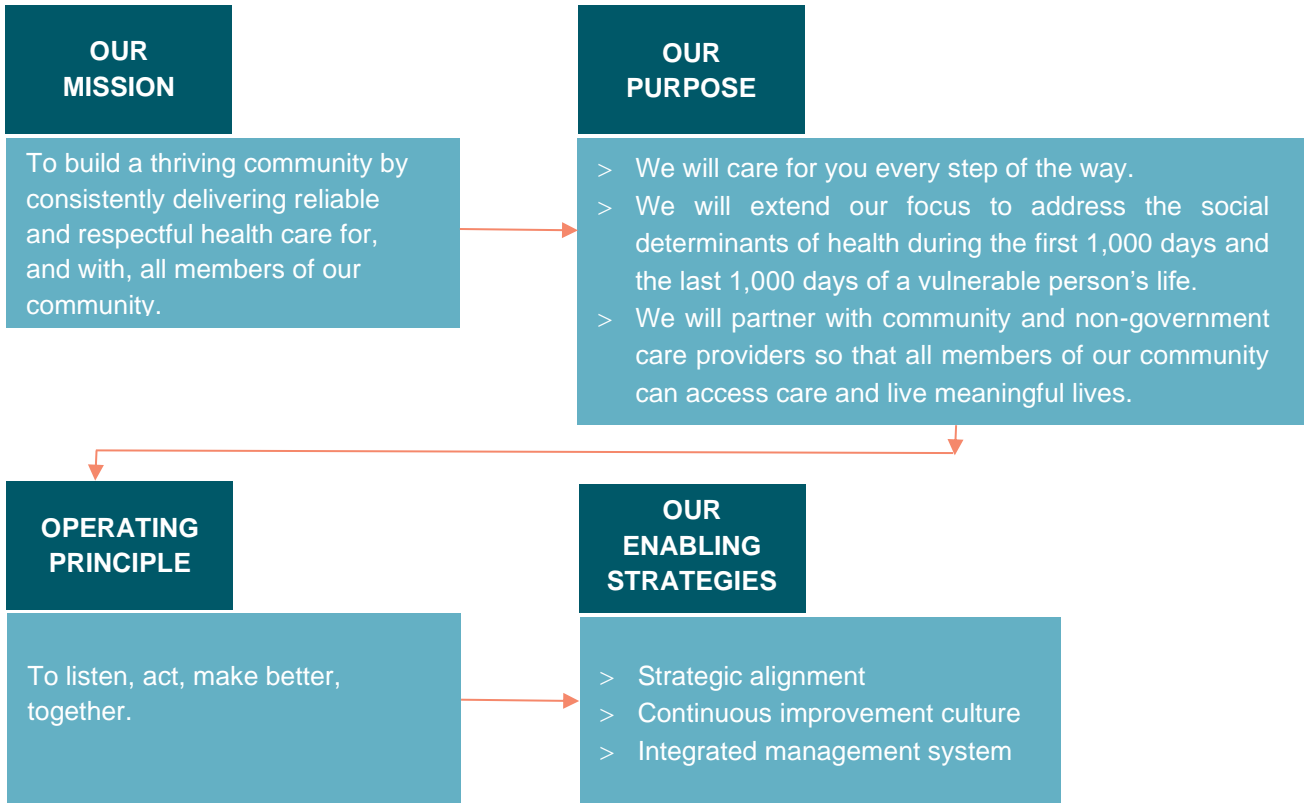 OUR
MISSION
To build a thriving community by
consistently delivering reliable
and respectful health care for,
and with, all members of our
community.
OUR
PURPOSE
> We will care for you every step of the way.
> We will extend our focus to address the social
determinants of health during the first 1,000 days and
the last 1,000 days of a vulnerable person’s life.
> We will partner with community and non-government
care providers so that all members of our community
can access care and live meaningful lives.
OPERATING
PRINCIPLE
To listen, act, make better,
together.
OUR
ENABLING
STRATEGIES
> Strategic alignment
> Continuous improvement culture
> Integrated management system